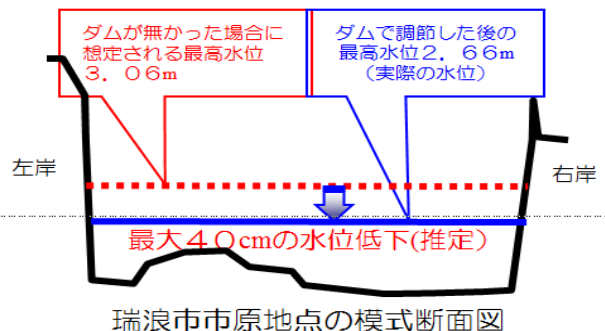 ダムが無かった場合に
想定される最高水位
３．０６ｍ
ダムで調節した後の
最高水位２．６６ｍ
（実際の水位）
左岸
右岸
最大４０cmの水位低下(推定)
瑞浪市市原地点の模式断面図